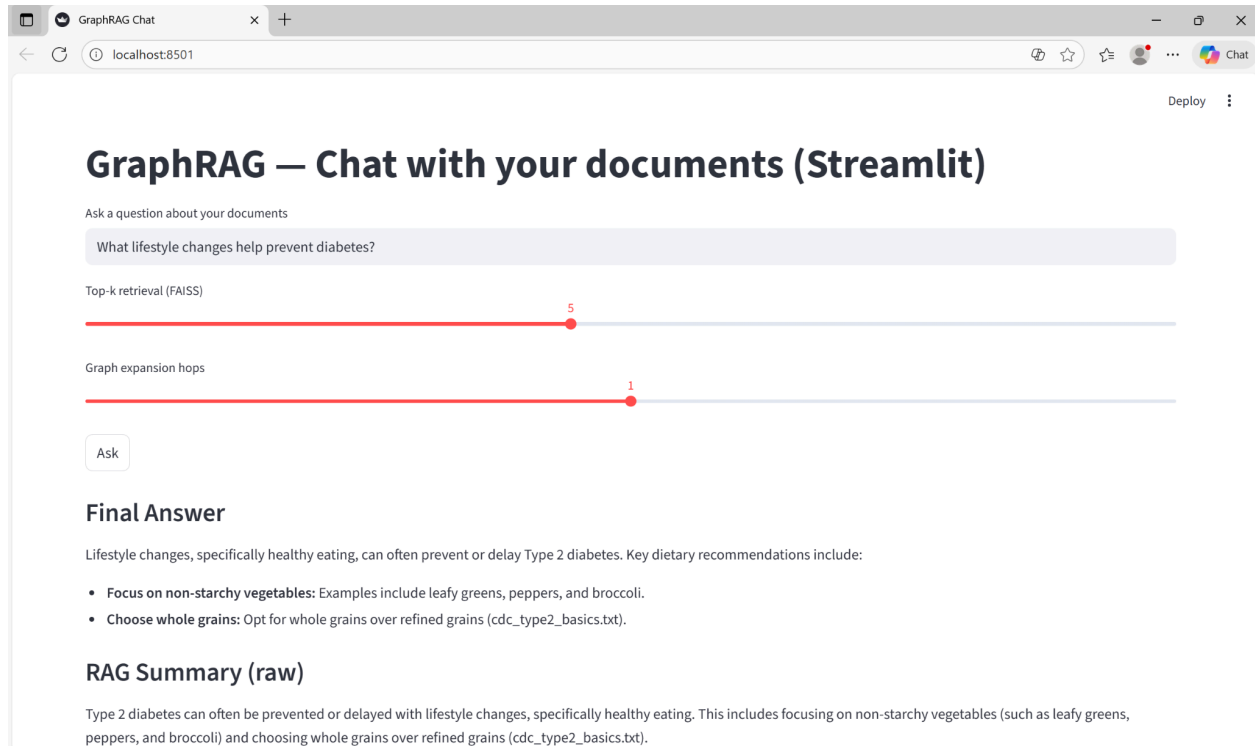 GraphRAG Chat
localhost:8501
Chat
Deploy
GraphRAG — Chat with your documents (Streamlit)
Ask a question about your documents
What lifestyle changes help prevent diabetes?
Top-k retrieval (FAISS)
5
Graph expansion hops
1
Ask
Final Answer
Lifestyle changes, specifically healthy eating, can often prevent or delay Type 2 diabetes. Key dietary recommendations include:
• Focus on non-starchy vegetables: Examples include leafy greens, peppers, and broccoli.
• Choose whole grains: Opt for whole grains over refined grains (cdc_type2_basics.txt).
RAG Summary (raw)
Type 2 diabetes can often be prevented or delayed with lifestyle changes, specifically healthy eating. This includes focusing on non-starchy vegetables (such as leafy greens,
peppers, and broccoli) and choosing whole grains over refined grains (cdc_type2_basics.txt).